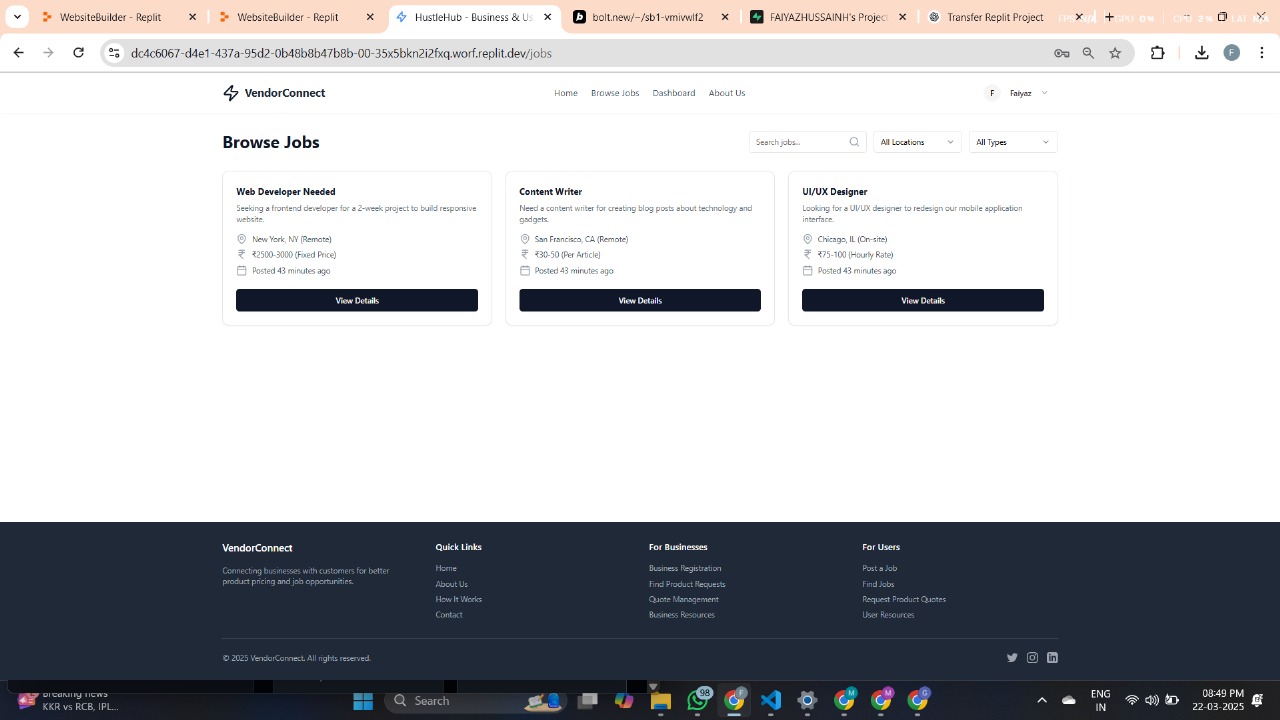 WebsiteBuilder - Replit
WebsiteBuilder - Replit
HustleHub - Business & Us
bolt.new/~/sb1-vmivwlf2
FAIYAZHUSSAINH's Project
Transfer Replit Project
GPU 0%
CPU 2%
LAT N/A
dc4c6067-d4e1-437a-95d2-0b48b8b47b8b-00-35x5bkn2i2fxq.worf.replit.dev/jobs
F
VendorConnect
Home
Browse Jobs
Dashboard
About Us
F
Faiyaz
Browse Jobs
Search jobs...
All Locations
All Types
Web Developer Needed
Seeking a frontend developer for a 2-week project to build responsive
website.
New York, NY (Remote)
₹2500-3000 (Fixed Price)
Posted 43 minutes ago
View Details
Content Writer
Need a content writer for creating blog posts about technology and
gadgets.
San Francisco, CA (Remote)
₹30-50 (Per Article)
Posted 43 minutes ago
View Details
UI/UX Designer
Looking for a UI/UX designer to redesign our mobile application
interface.
Chicago, IL (On-site)
₹75-100 (Hourly Rate)
Posted 43 minutes ago
View Details
VendorConnect
Connecting businesses with customers for better
product pricing and job opportunities.
Quick Links
Home
About Us
How It Works
Contact
For Businesses
Business Registration
Find Product Requests
Quote Management
Business Resources
For Users
Post a Job
Find Jobs
Request Product Quotes
User Resources
© 2025 VendorConnect. All rights reserved.
Breaking news
KKR vs RCB, IPL...
Search
98
F
M
M
G
ENG
IN
08:49 PM
22-03-2025